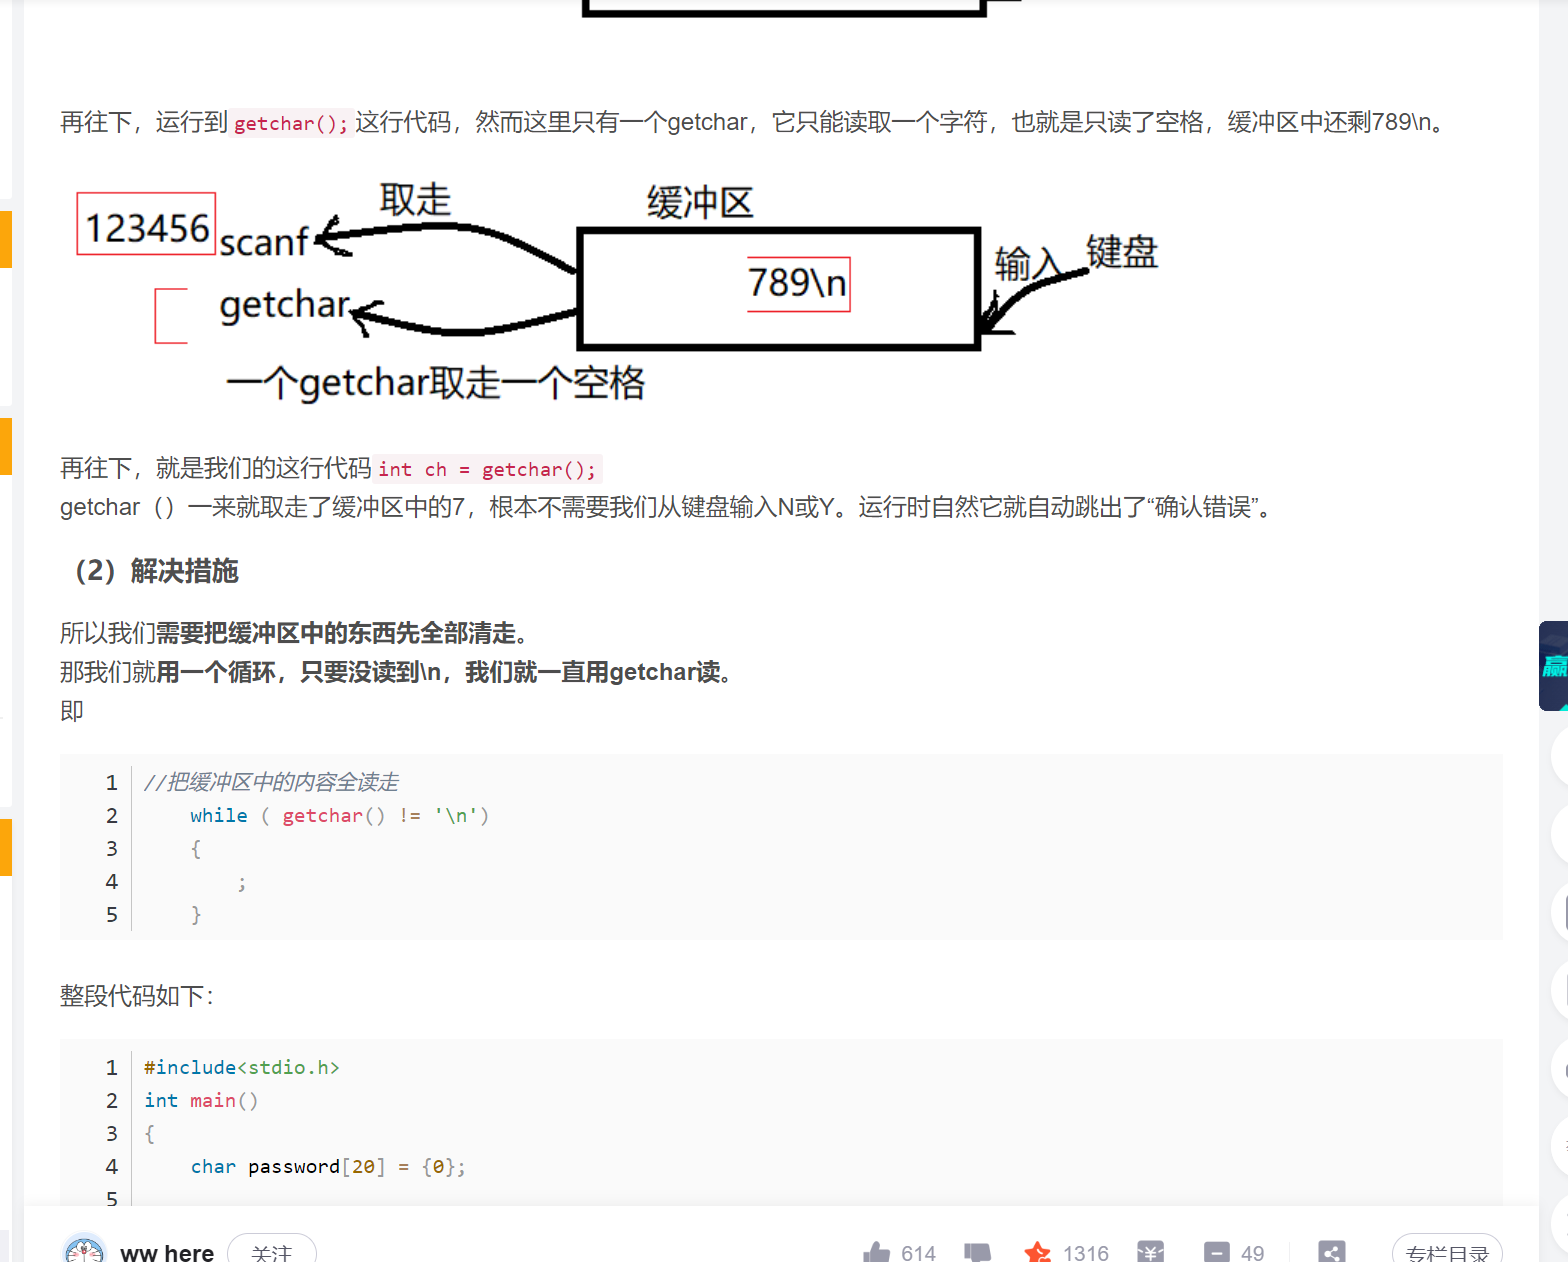 再往下，运行到getchar();这行代码，然而这里只有一个getchar，它只能读取一个字符，也就是只读了空格，缓冲区中还剩789\n。
取走
缓冲区
123456
scanf
789\n
输入
键盘
getchar
一个getchar取走一个空格
再往下，就是我们的这行代码int ch = getchar();
getchar（）一来就取走了缓冲区中的7，根本不需要我们从键盘输入N或Y。运行时自然它就自动跳出了“确认错误”。
（2）解决措施
所以我们需要把缓冲区中的东西先全部清走。
那我们就用一个循环，只要没读到\n，我们就一直用getchar读。
即
1 //把缓冲区中的内容全读走
2 while ( getchar() != '\n')
3 {
4 ;
5 }
整段代码如下：
1 #include<stdio.h>
2 int main()
3 {
4 char password[20] = {0};
5
赢
ww here 关注 614 1316 49 专栏目录